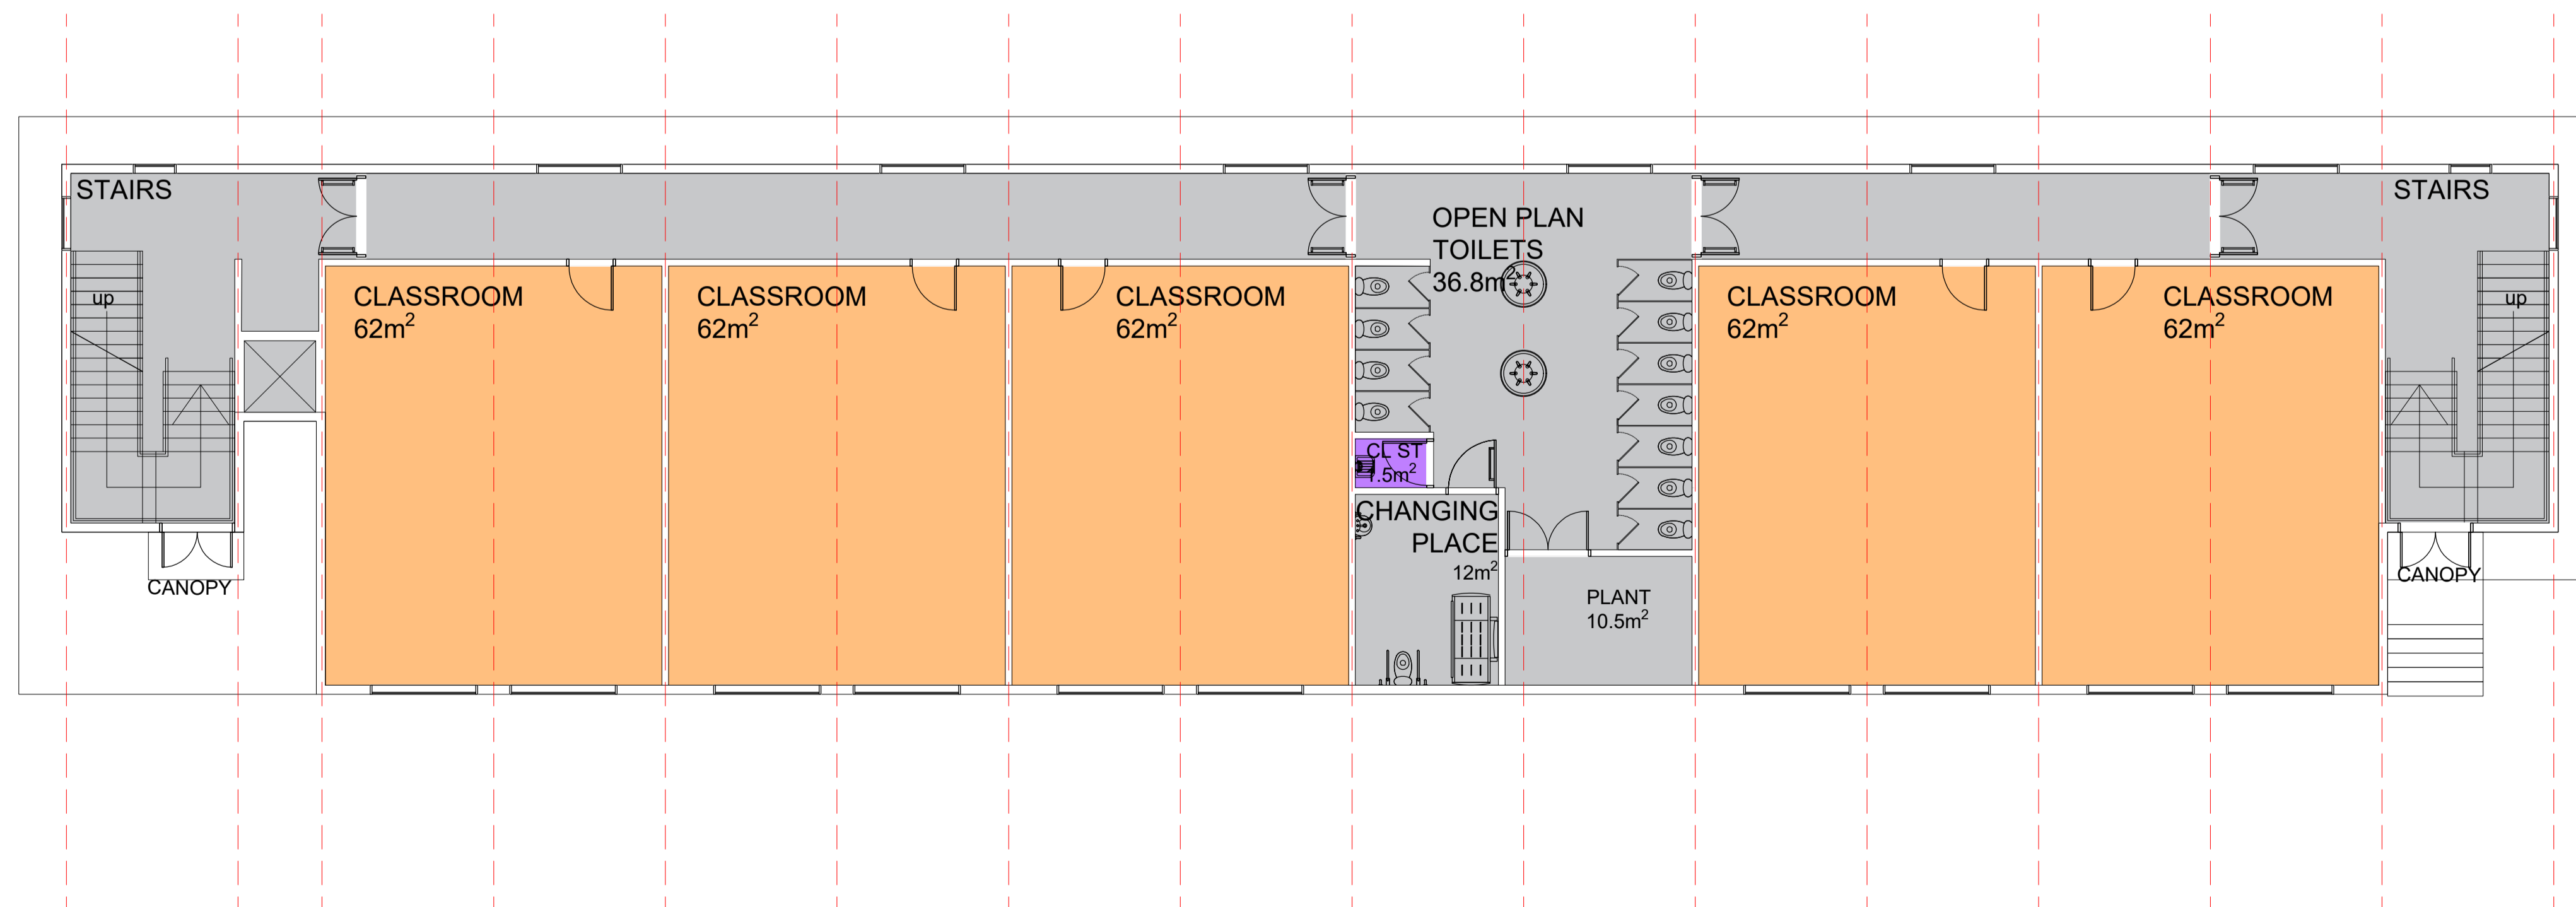 STAIRS
STAIRS
OPEN PLAN
TOILETS
36.8m²
up
CLASSROOM
62m²
CLASSROOM
62m²
CLASSROOM
62m²
CLASSROOM
62m²
CLASSROOM
62m²
up
CL ST
1.5m²
CHANGING
PLACE
12m²
PLANT
10.5m²
CANOPY
CANOPY